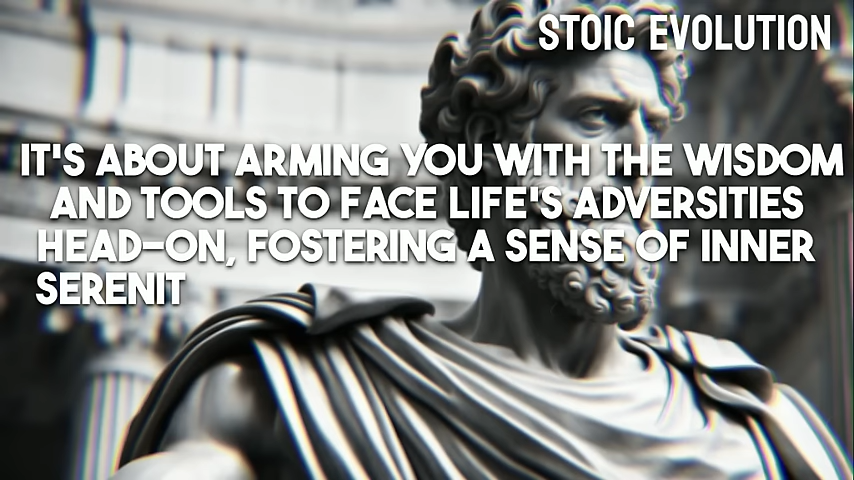 STOIC EVOLUTION
IT'S ABOUT ARMING YOU WITH THE WISDOM
AND TOOLS TO FACE LIFE'S ADVERSITIES
HEAD-ON, FOSTERING A SENSE OF INNER
SERENIT